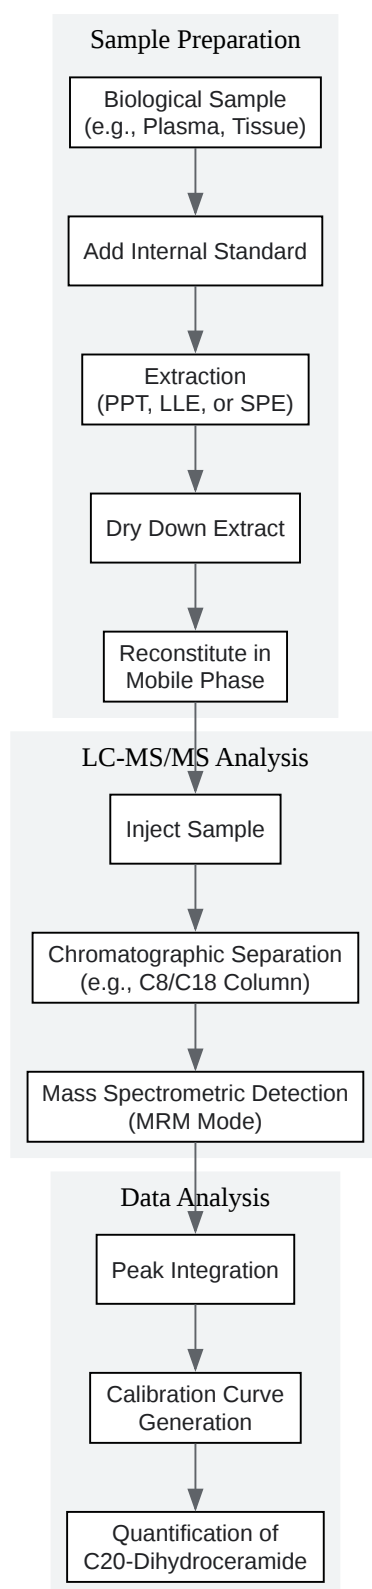 Sample Preparation
Biological Sample
(e.g., Plasma, Tissue)
Add Internal Standard
Extraction
(PPT, LLE, or SPE)
Dry Down Extract
Reconstitute in
Mobile Phase
LC-MS/MS Analysis
Inject Sample
Chromatographic Separation
(e.g., C8/C18 Column)
Mass Spectrometric Detection
(MRM Mode)
Data Analysis
Peak Integration
Calibration Curve
Generation
Quantification of
C20-Dihydroceramide